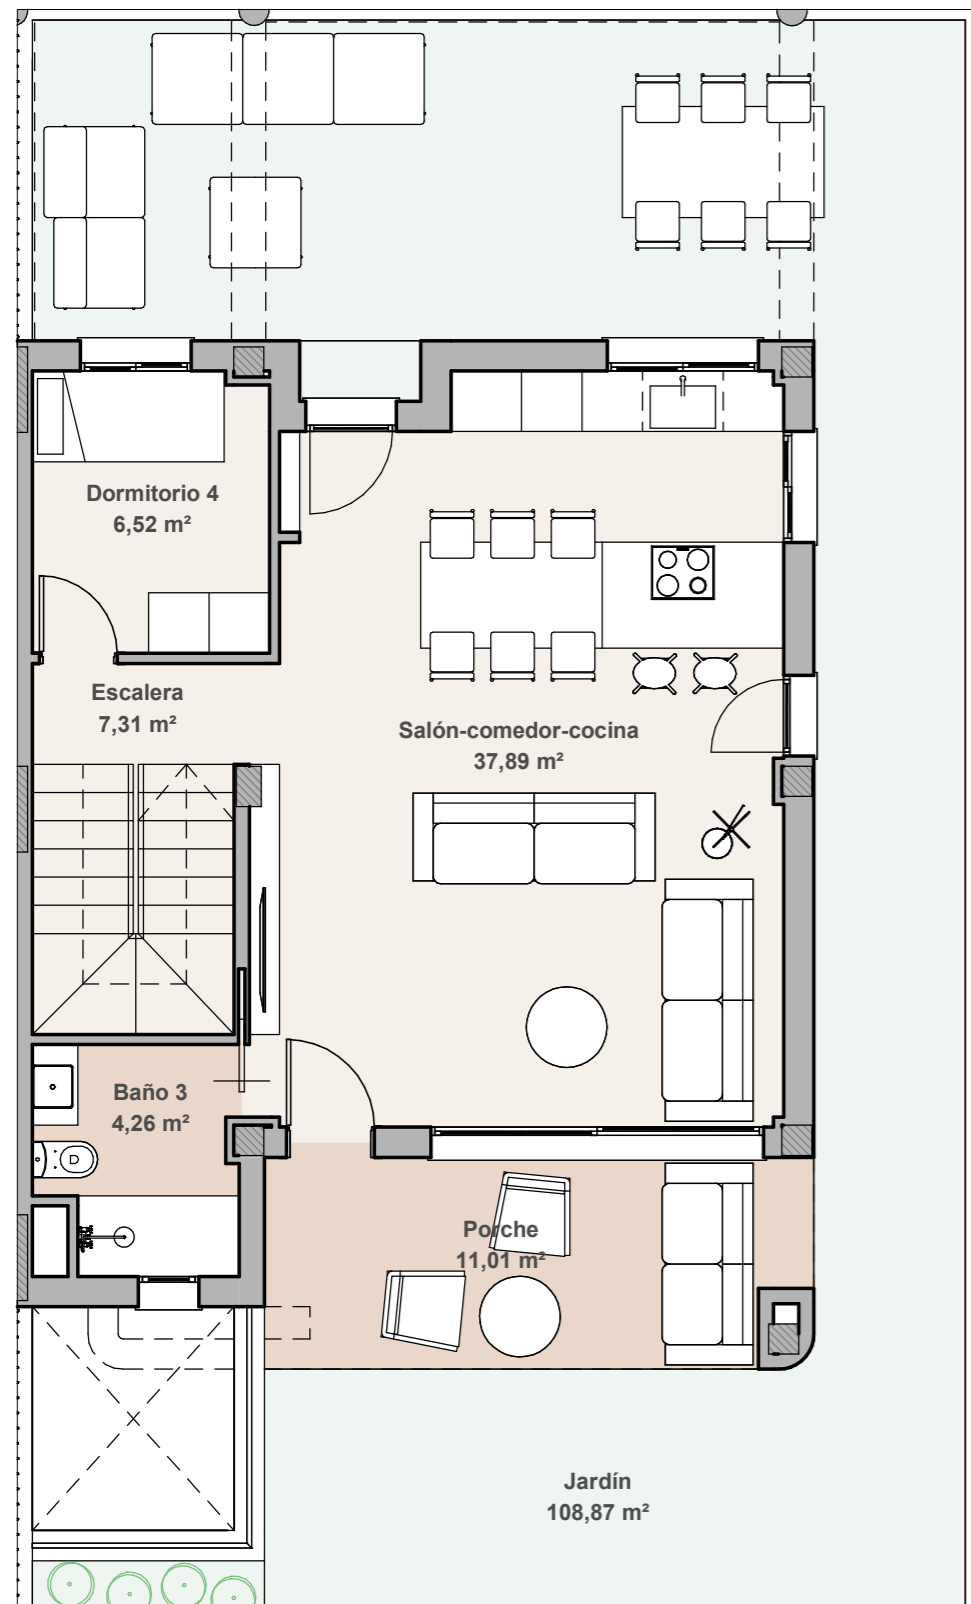 Dormitorio 4
6,52 m²
Escalera
7,31 m²
Salón-comedor-cocina
37,89 m²
Baño 3
4,26 m²
Porche
11,01 m²
Jardín
108,87 m²